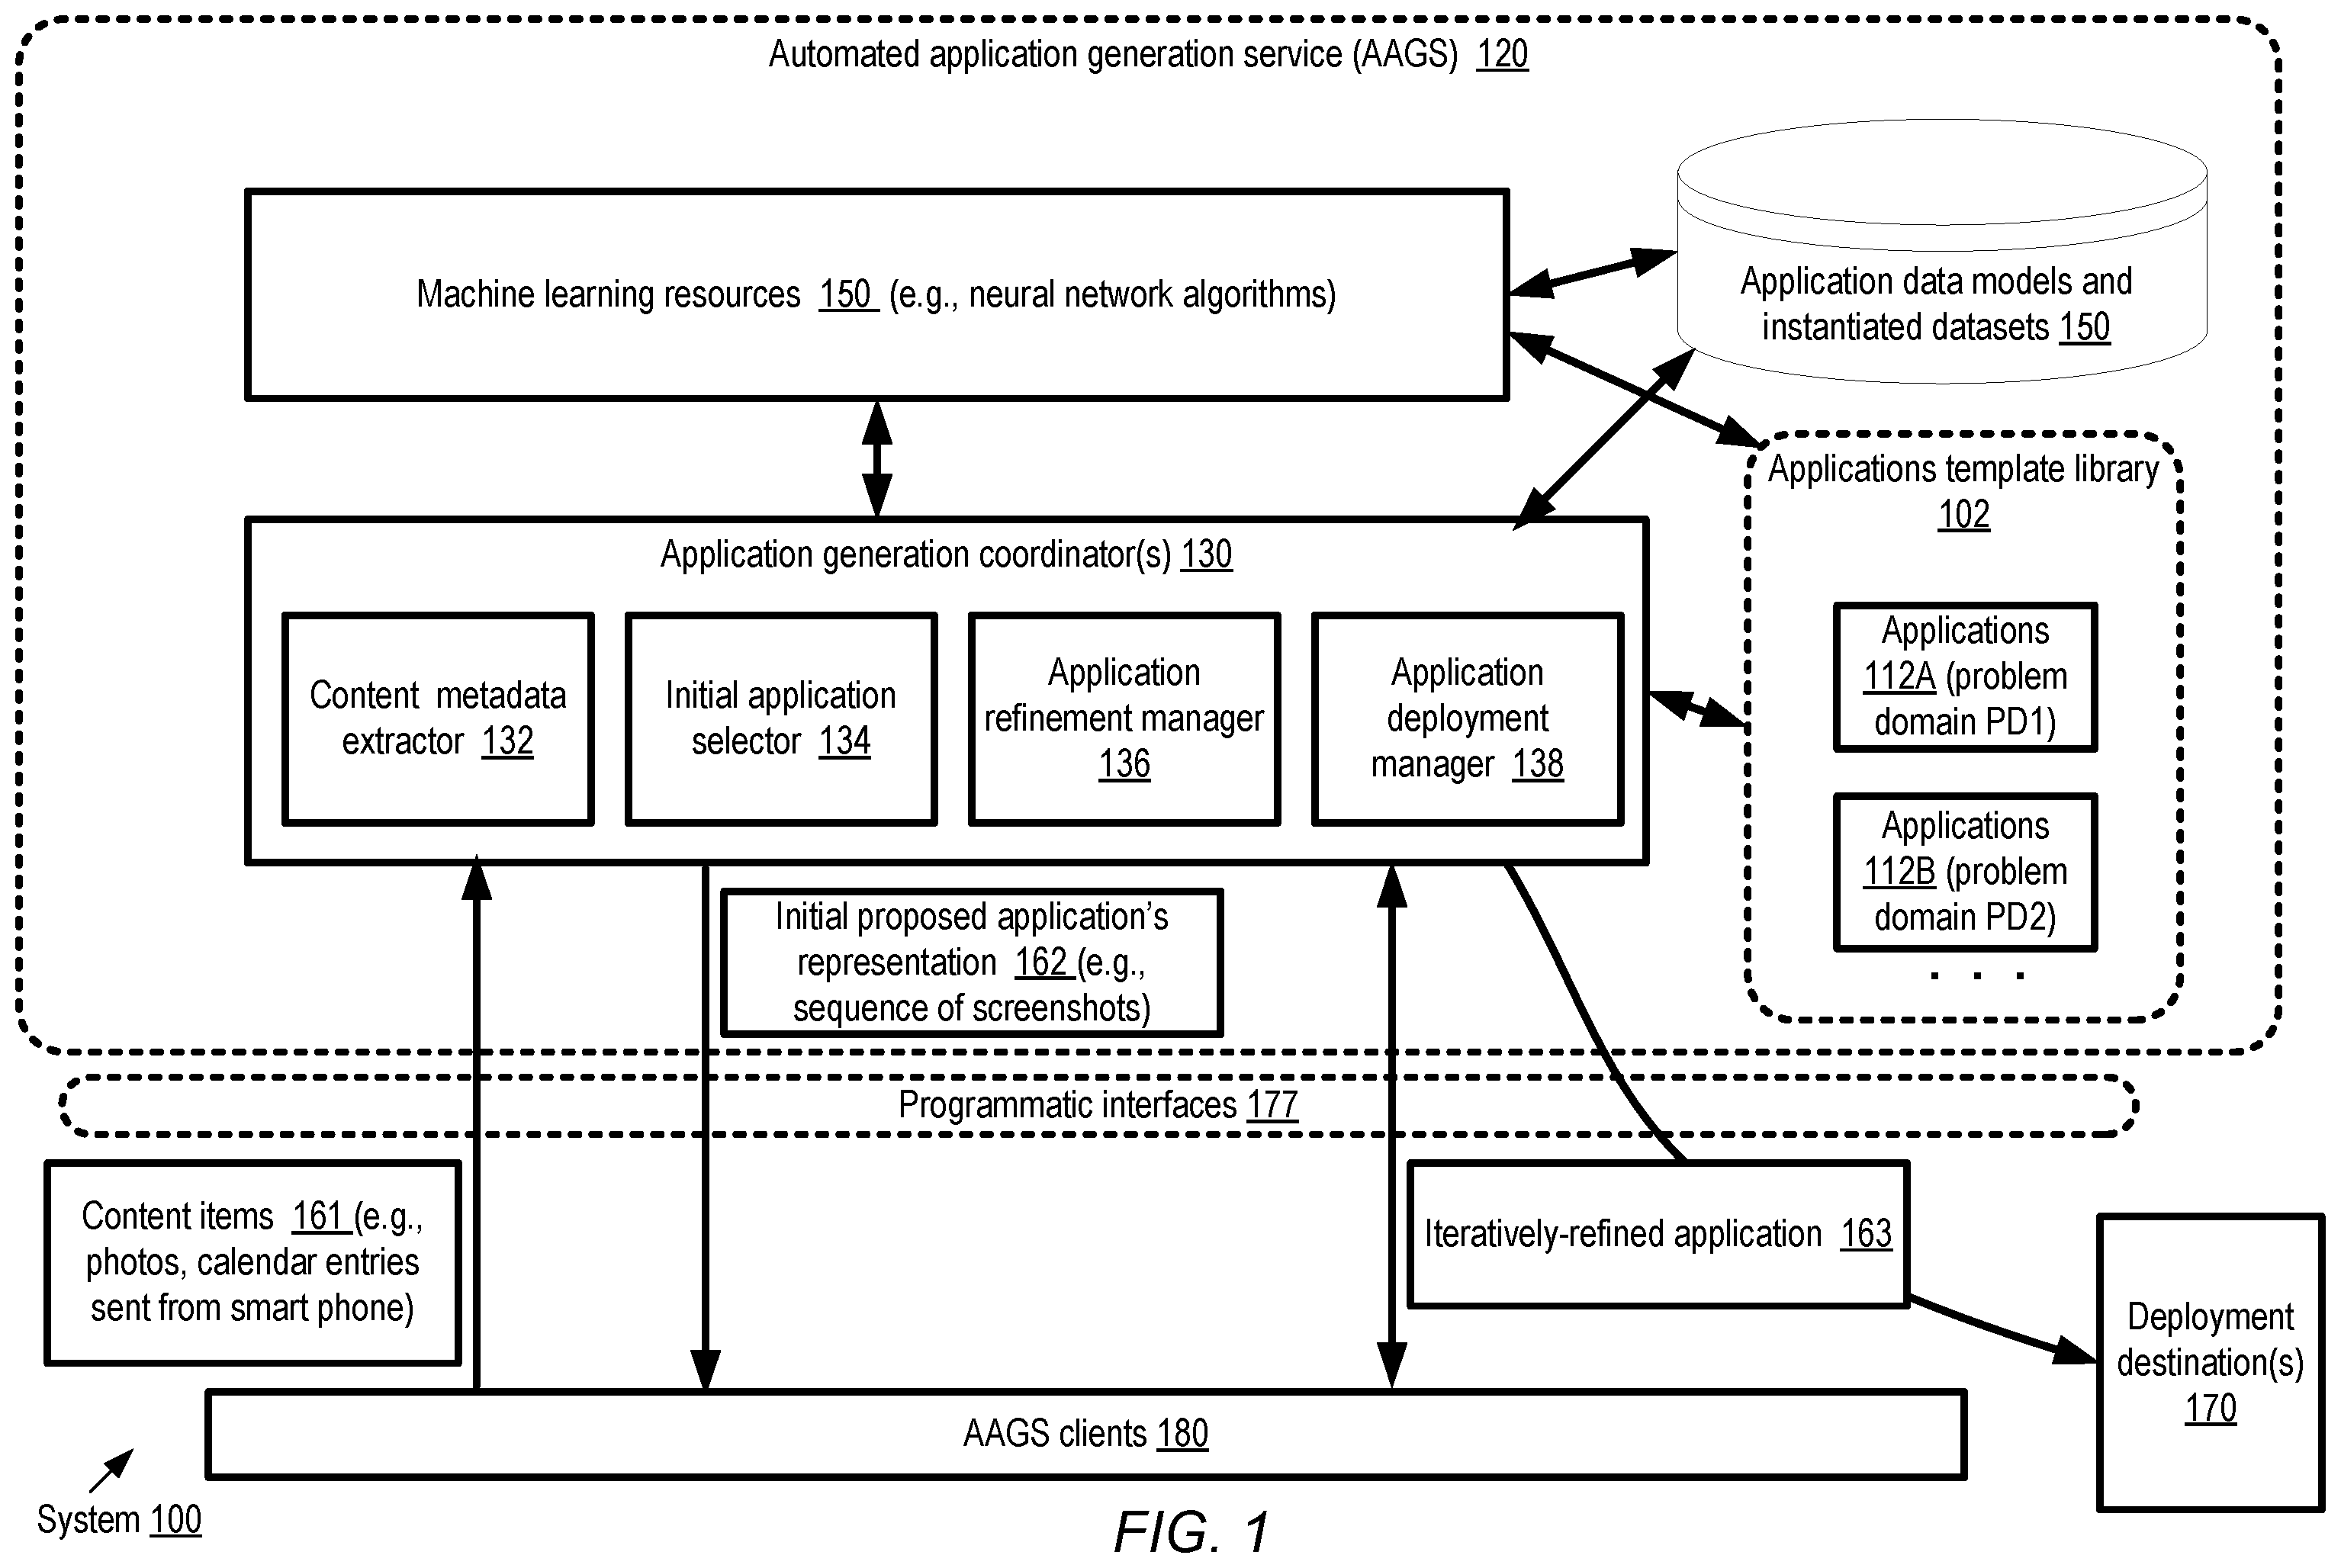 Automated application generation service (AAGS) 120
Machine learning resources 150 (e.g., neural network algorithms)
Application data models and
instantiated datasets 150
Applications template library
102
Applications
112A (problem
domain PD1)
Applications
112B (problem
domain PD2)
. . .
Application generation coordinator(s) 130
Content metadata
extractor 132
Initial application
selector 134
Application
refinement manager
136
Application
deployment
manager 138
Initial proposed application's
representation 162 (e.g.,
sequence of screenshots)
Programmatic interfaces 177
Content items 161 (e.g.,
photos, calendar entries
sent from smart phone)
Iteratively-refined application 163
Deployment
destination(s)
170
AAGS clients 180
System 100
FIG. 1